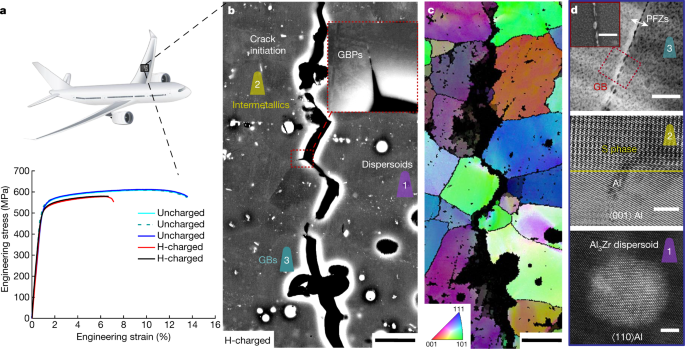 a
Engineering stress (MPa)
700
600
500
400
300
200
100
0
Uncharged
Uncharged
Uncharged
H-charged
H-charged
0 2 4 6 8 10 12 14 16
Engineering strain (%)
b
Crack
initiation
GBPs
2
Intermetallics
Dispersoids
1
3
GBs
H-charged
c
111
001 101
d
PFZs
3
GB
2
S phase
Al
⟨001⟩ Al
1
Al3Zr dispersoid
⟨110⟩Al